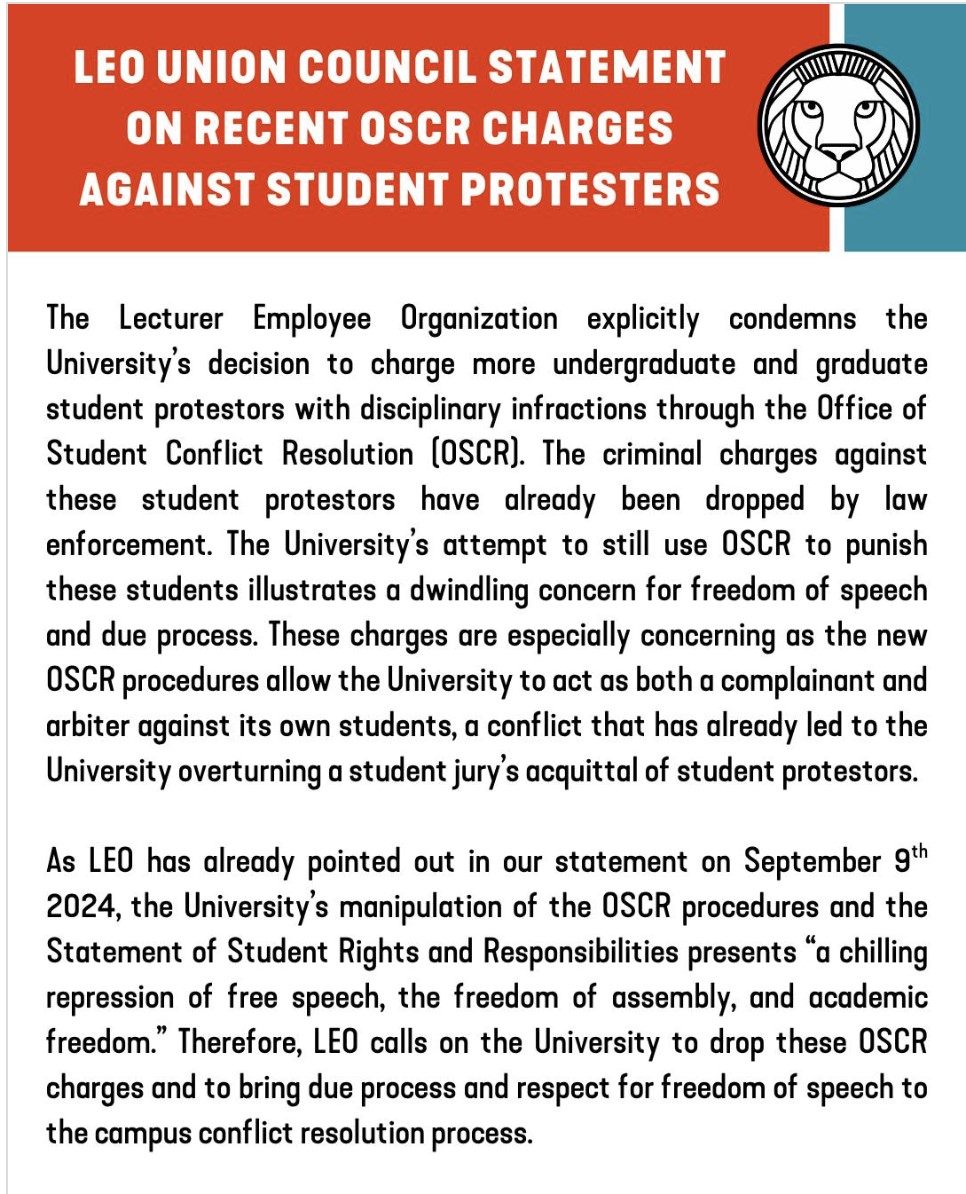 LEO UNION COUNCIL STATEMENT
ON RECENT OSCR CHARGES
AGAINST STUDENT PROTESTERS
The Lecturer Employee Organization explicitly condemns the
University's decision to charge more undergraduate and graduate
student protestors with disciplinary infractions through the Office of
Student Conflict Resolution (OSCR). The criminal charges against
these student protestors have already been dropped by law
enforcement. The University's attempt to still use OSCR to punish
these students illustrates a dwindling concern for freedom of speech
and due process. These charges are especially concerning as the new
OSCR procedures allow the University to act as both a complainant and
arbiter against its own students, a conflict that has already led to the
University overturning a student jury's acquittal of student protestors.
As LEO has already pointed out in our statement on September 9th
2024, the University's manipulation of the OSCR procedures and the
Statement of Student Rights and Responsibilities presents “a chilling
repression of free speech, the freedom of assembly, and academic
freedom.” Therefore, LEO calls on the University to drop these OSCR
charges and to bring due process and respect for freedom of speech to
the campus conflict resolution process.